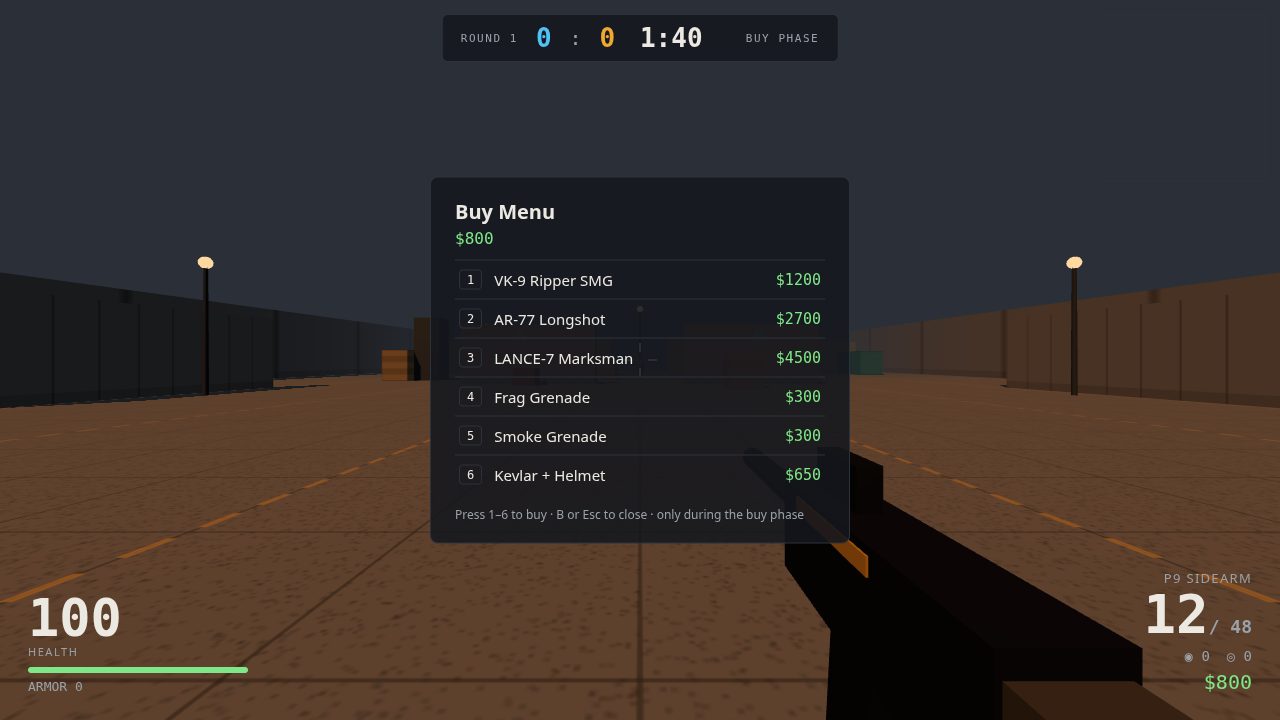 ROUND 1 0 : 0 1:40 BUY PHASE
Buy Menu
$800
1 VK-9 Ripper SMG $1200
2 AR-77 Longshot $2700
3 LANCE-7 Marksman $4500
4 Frag Grenade $300
5 Smoke Grenade $300
6 Kevlar + Helmet $650
Press 1–6 to buy · B or Esc to close · only during the buy phase
100
HEALTH
ARMOR 0
P9 SIDEARM
12 / 48
◉ 0 ◎ 0
$800